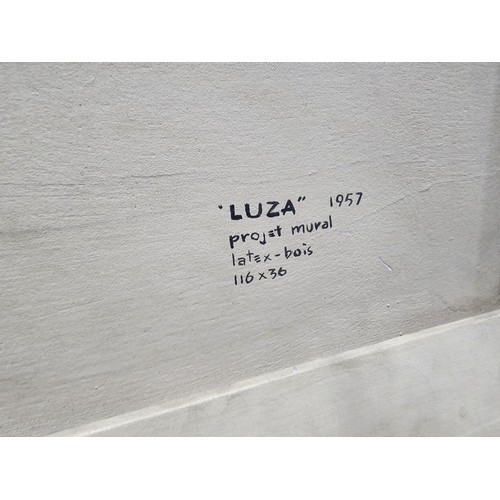 "LUZA" 1957
projet mural
latex-bois
116x36